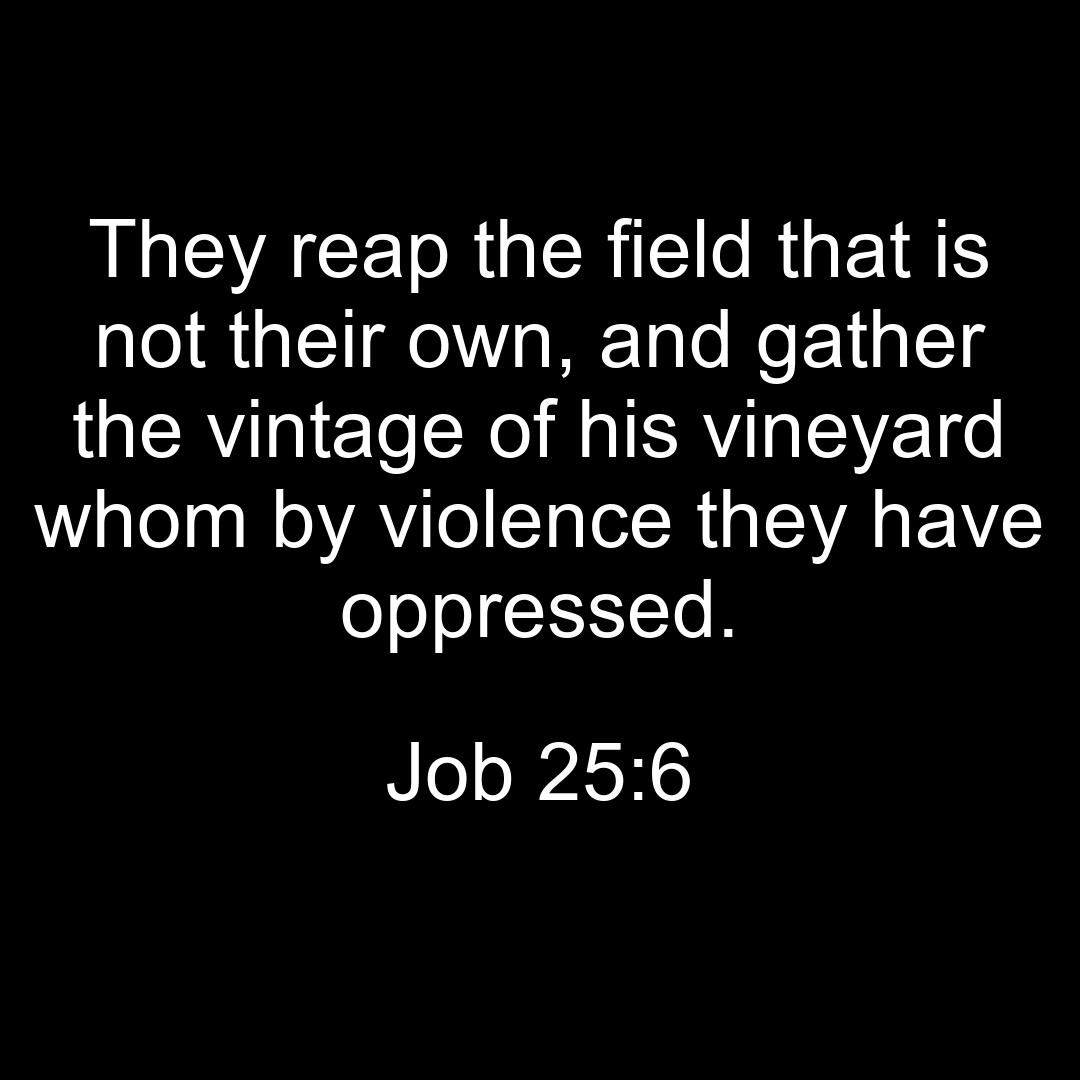 They reap the field that is
not their own, and gather
the vintage of his vineyard
whom by violence they have
oppressed.
Job 25:6